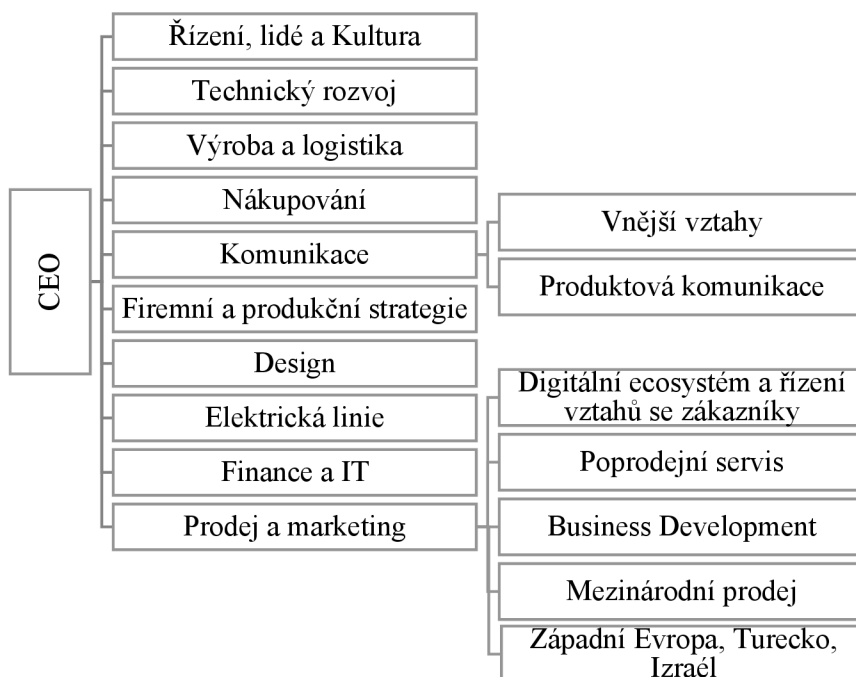 CEO
Řízení, lidé a Kultura
Technický rozvoj
Výroba a logistika
Nákupování
Komunikace
Vnější vztahy
Produktová komunikace
Firemní a produkční strategie
Design
Elektrická linie
Finance a IT
Prodej a marketing
Digitální ecosystém a řízení
vztahů se zákazníky
Poprodejní servis
Business Development
Mezinárodní prodej
Západní Evropa, Turecko,
Izraél